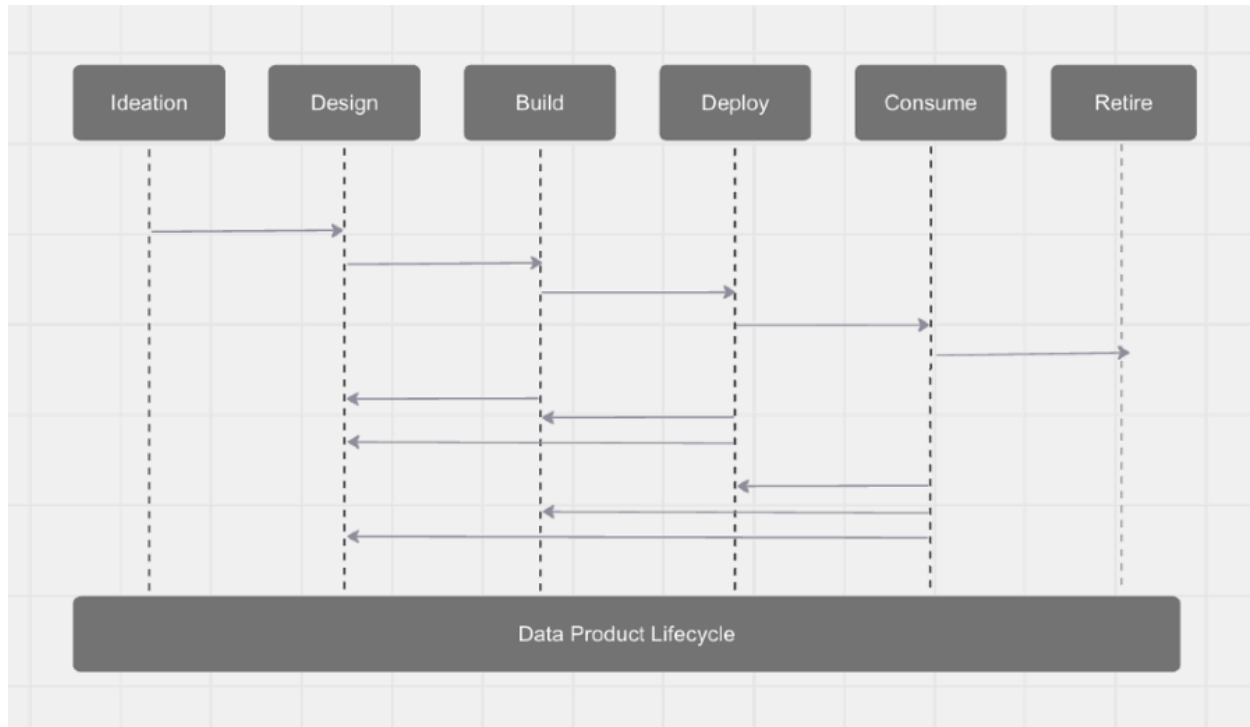 Ideation
Design
Build
Deploy
Consume
Retire
Data Product Lifecycle